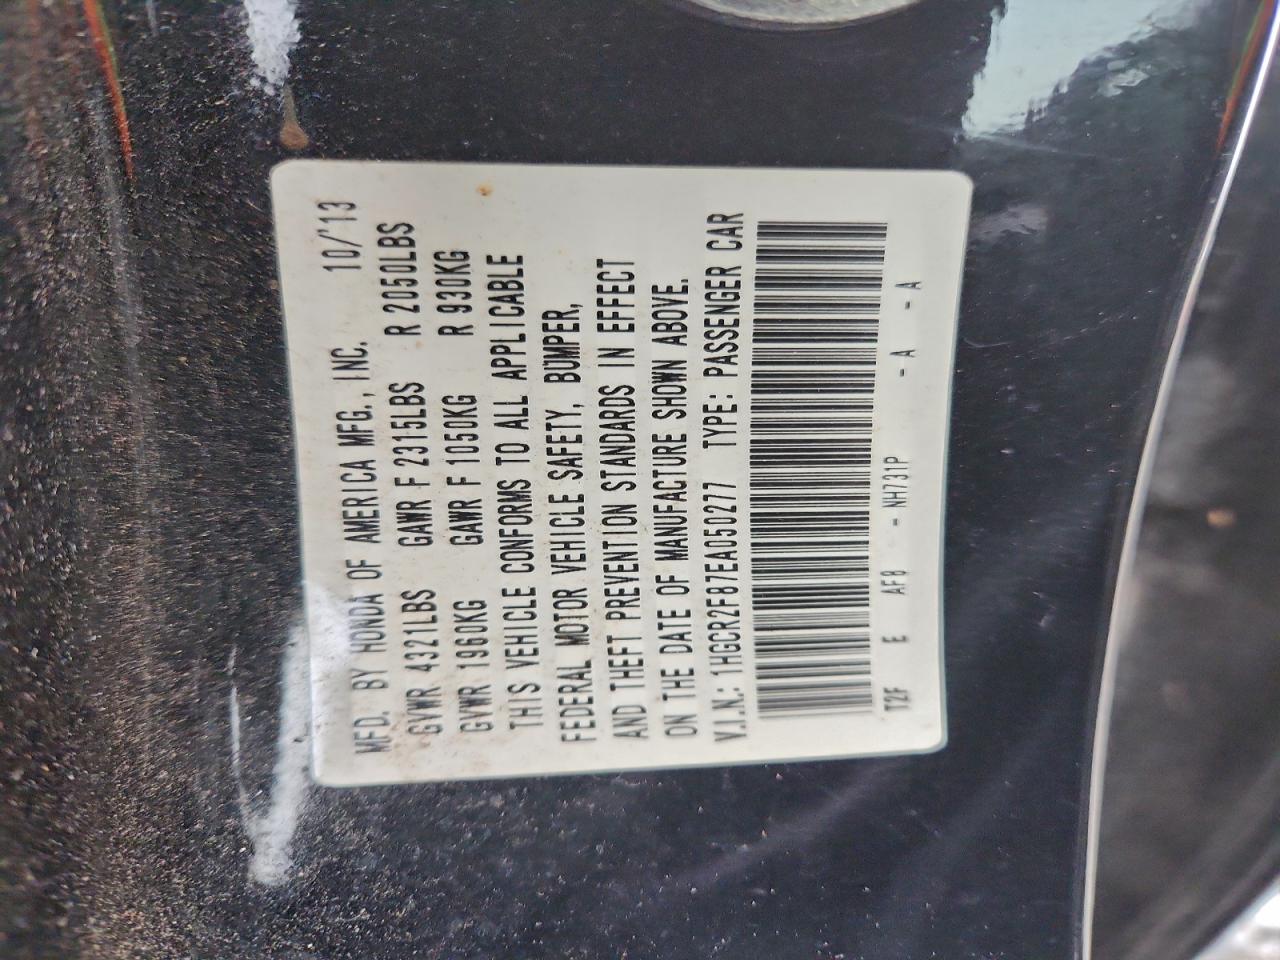 MFD. BY HONDA OF AMERICA MFG., INC. 10/'13
GVWR 4321LBS GAWR F 2315LBS R 2050LBS
GVWR 1960KG GAWR F 1050KG R 930KG
THIS VEHICLE CONFORMS TO ALL APPLICABLE
FEDERAL MOTOR VEHICLE SAFETY, BUMPER,
AND THEFT PREVENTION STANDARDS IN EFFECT
ON THE DATE OF MANUFACTURE SHOWN ABOVE.
V.I.N.: 1HGCR2F87EA050277 TYPE: PASSENGER CAR
T2F E AF8 - NH731P - A - A